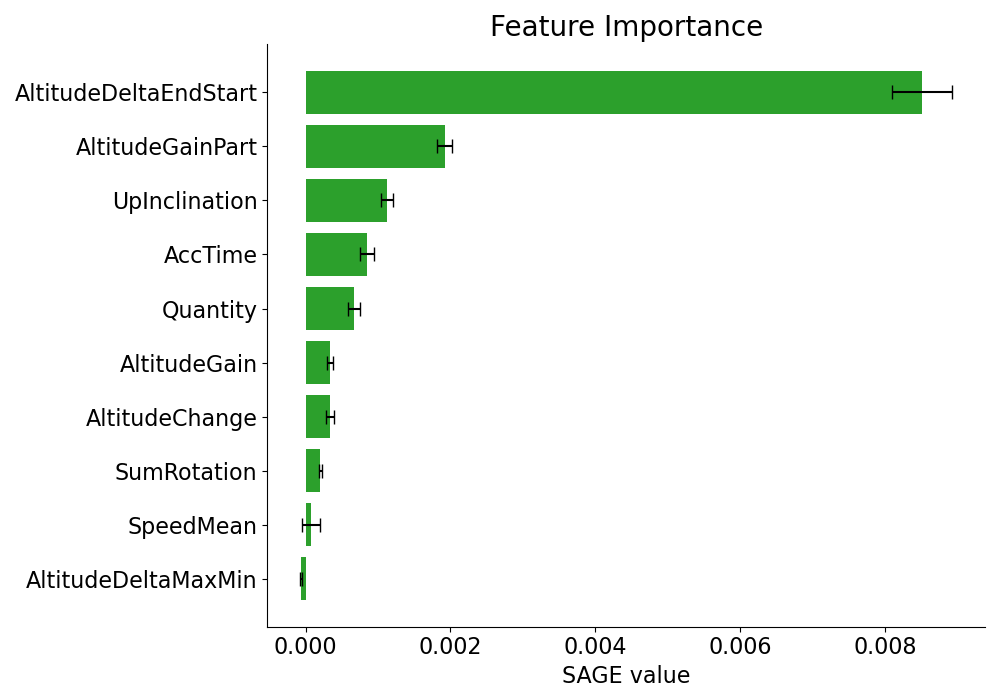 Feature Importance
AltitudeDeltaEndStart
AltitudeGainPart
UpInclination
AccTime
Quantity
AltitudeGain
AltitudeChange
SumRotation
SpeedMean
AltitudeDeltaMaxMin
0.000 0.002 0.004 0.006 0.008
SAGE value